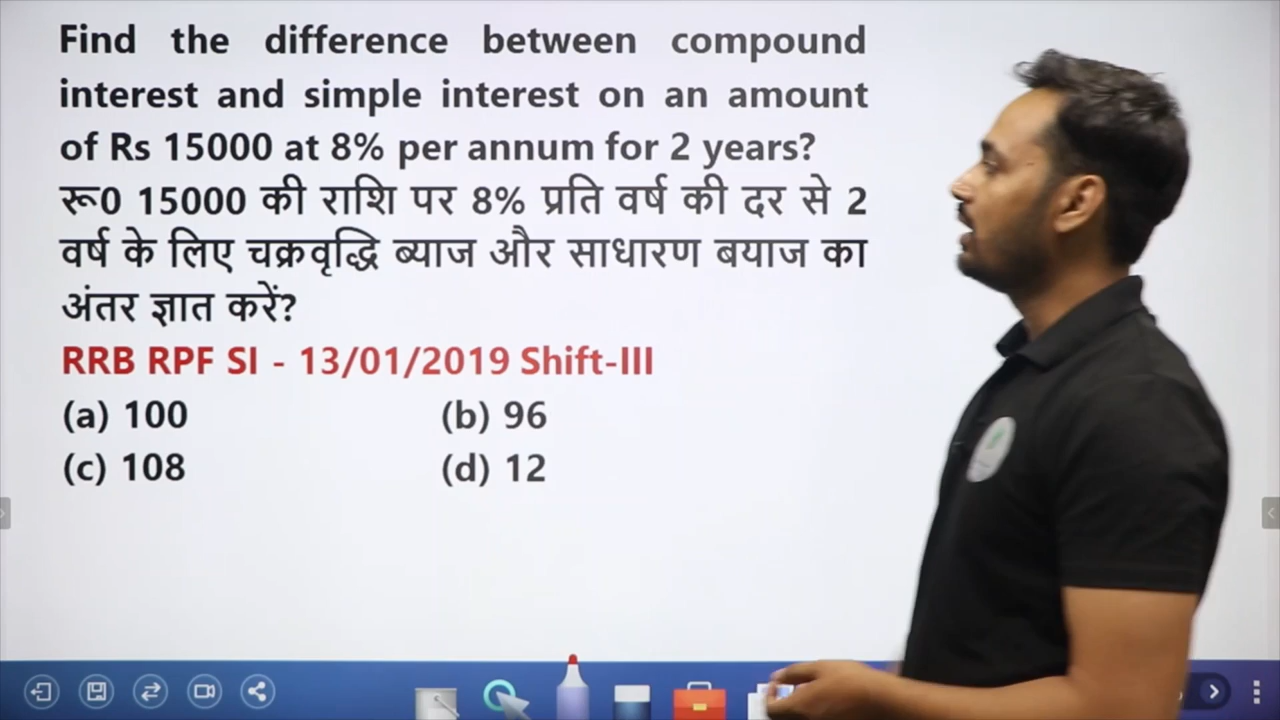 Find the difference between compound
interest and simple interest on an amount
of Rs 15000 at 8% per annum for 2 years?
रू0 15000 की राशि पर 8% प्रति वर्ष की दर से 2
वर्ष के लिए चक्रवृद्धि ब्याज और साधारण बयाज का
अंतर ज्ञात करें?
RRB RPF SI - 13/01/2019 Shift-III
(a) 100 (b) 96
(c) 108 (d) 12